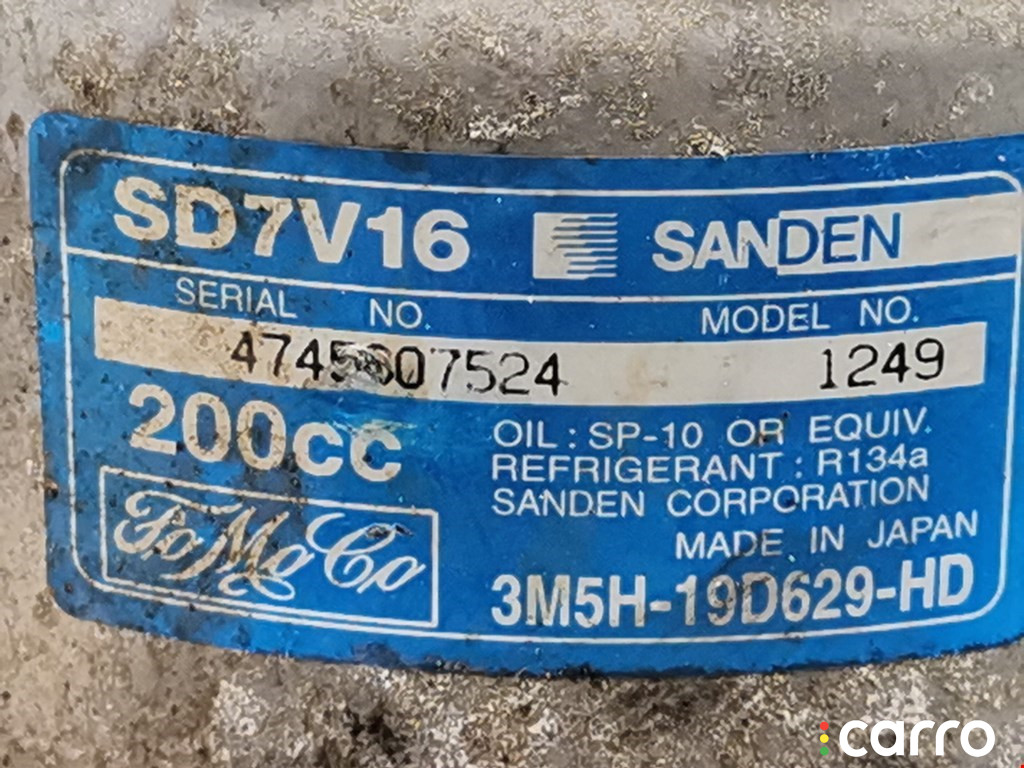 SD7V16 SANDEN
SERIAL NO. MODEL NO.
4745607524 1249
200cc
OIL : SP-10 OR EQUIV.
REFRIGERANT : R134a
SANDEN CORPORATION
MADE IN JAPAN
FoMoCo
3M5H-19D629-HD
carro